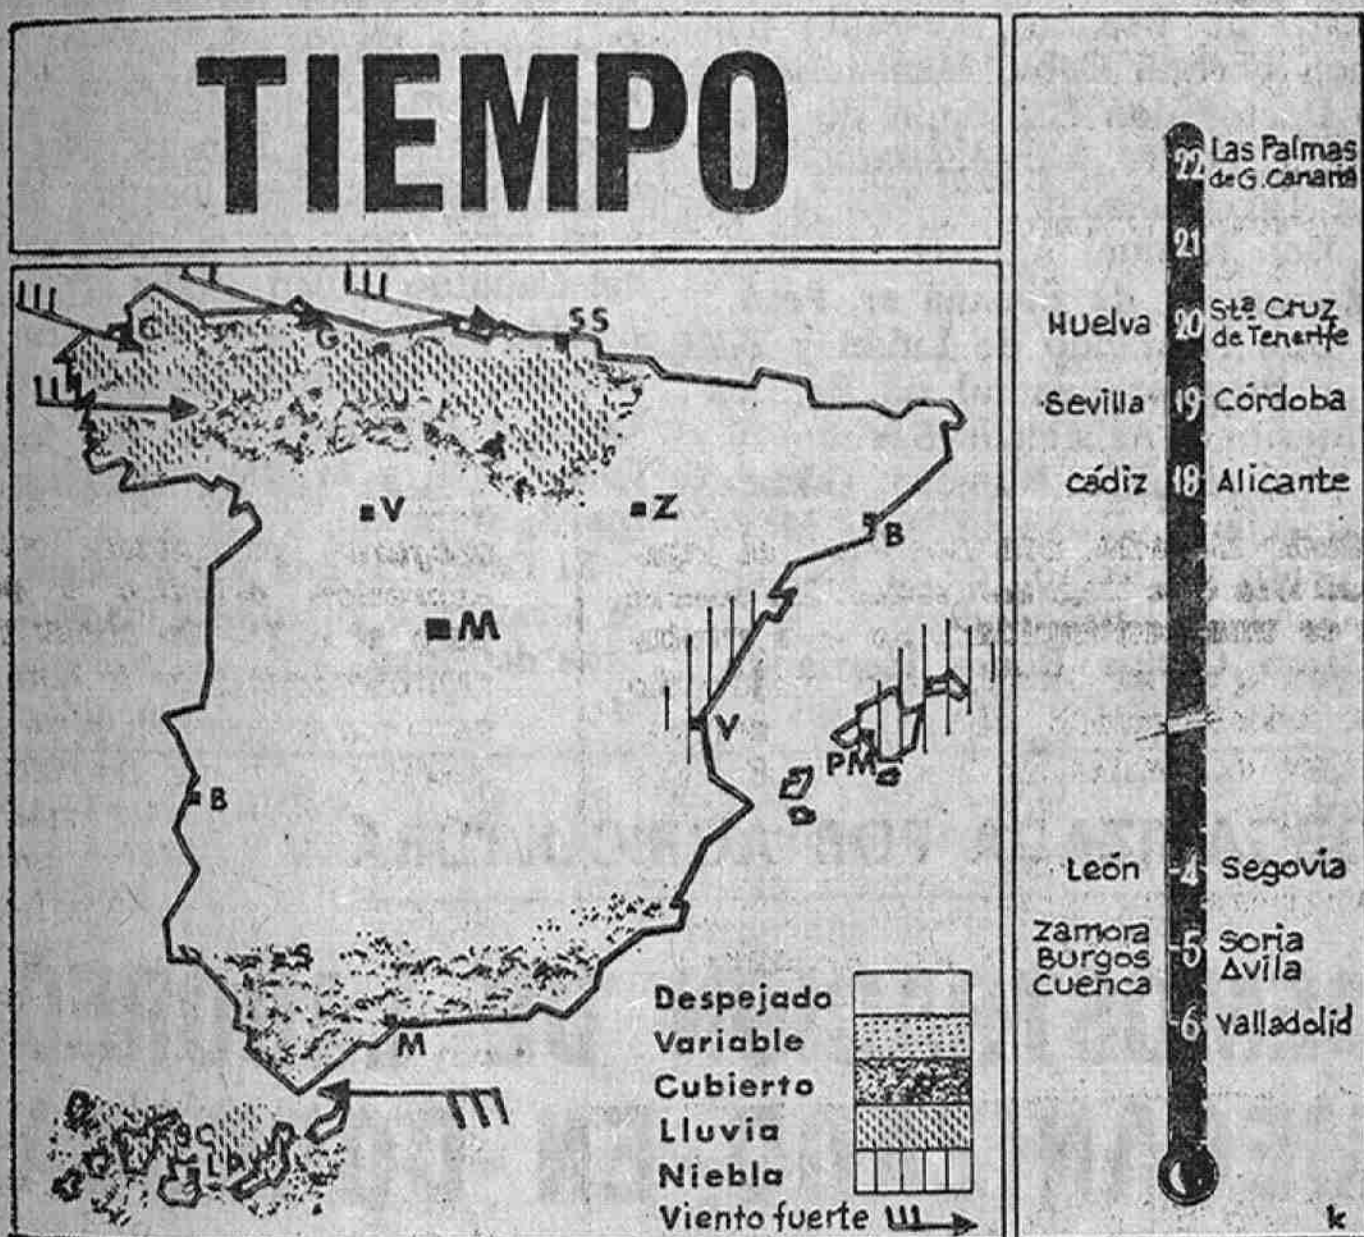 TIEMPO
C
G
SS
V
Z
B
M
V
PM
B
S
M
SC
LP
Despejado
Variable
Cubierto
Lluvia
Niebla
Viento fuerte
22 Las Palmas
de G. Canaria
21
Huelva 20 Stª Cruz
de Tenerife
Sevilla 19 Córdoba
Cádiz 18 Alicante
León -4 Segovia
Zamora
Burgos
Cuenca
-5
Soria
Avila
-6 Valladolid
k